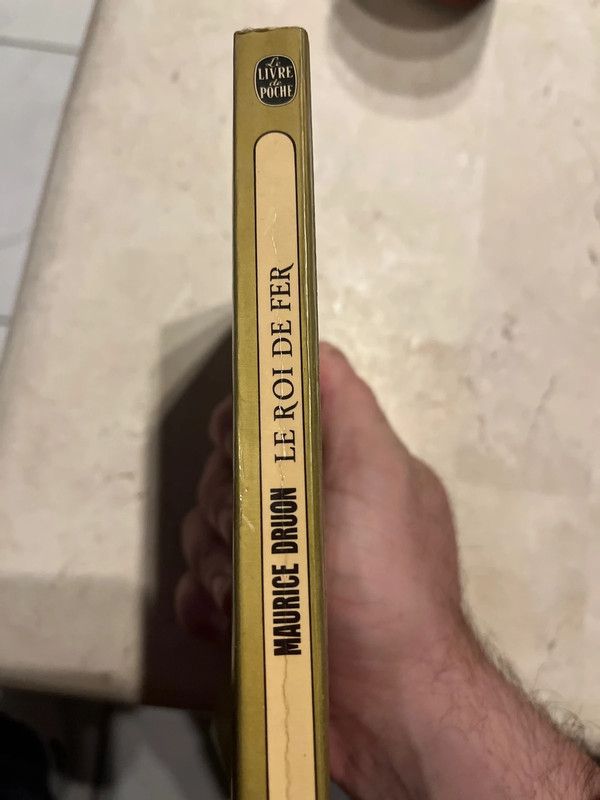 Le
LIVRE
de
POCHE
MAURICE DRUON LE ROI DE FER